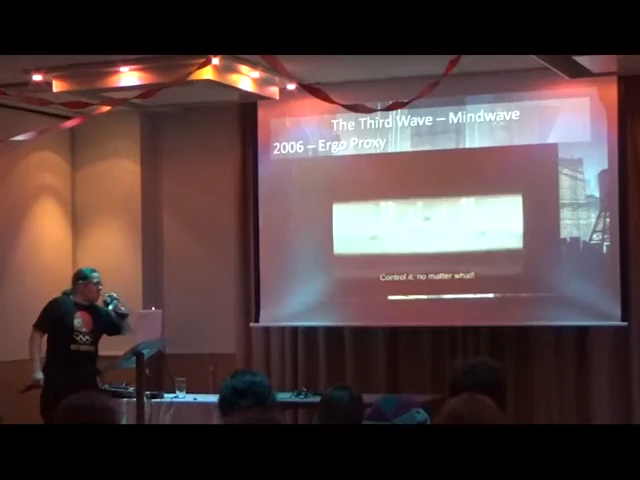 The Third Wave – Mindwave
2006 – Ergo Proxy
Control it, no matter what!